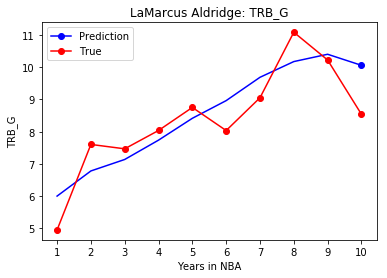 LaMarcus Aldridge: TRB_G
Prediction
True
TRB_G
11
10
9
8
7
6
5
1 2 3 4 5 6 7 8 9 10
Years in NBA